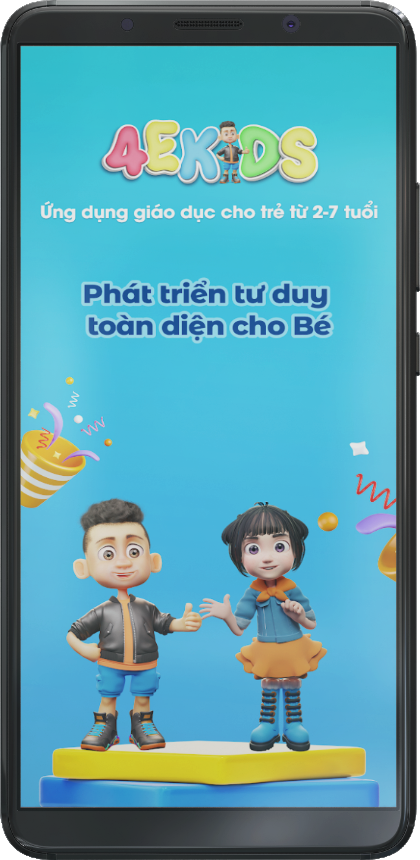 4EKIDS
Ứng dụng giáo dục cho trẻ từ 2-7 tuổi
Phát triển tư duy
toàn diện cho Bé